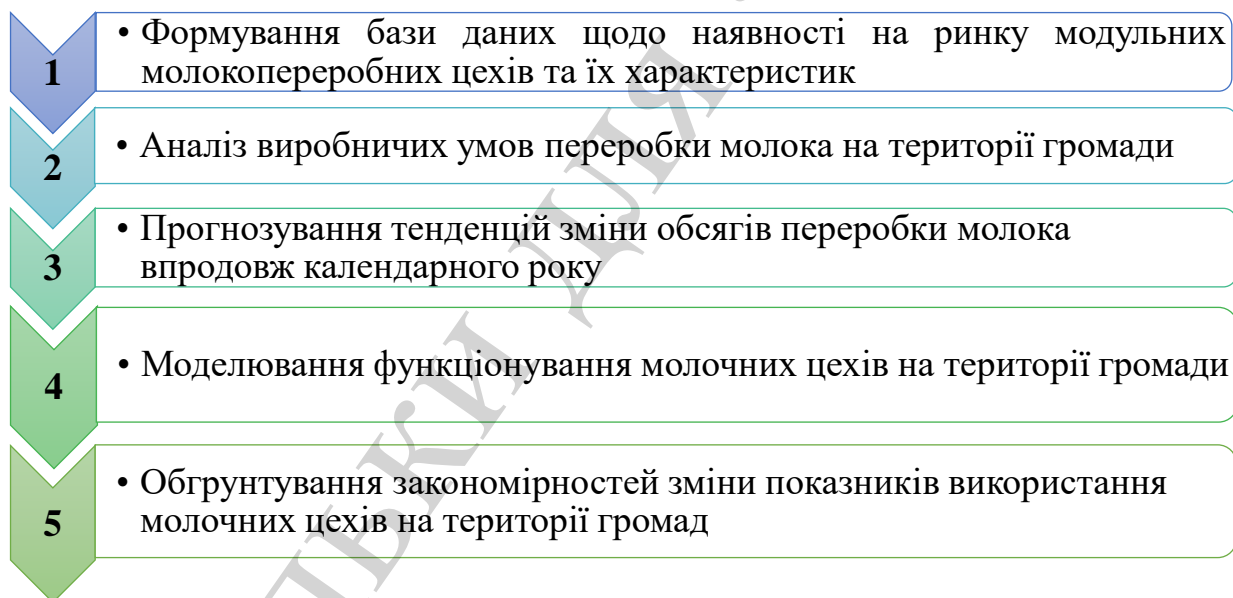 1
• Формування бази даних щодо наявності на ринку модульних
молокопереробних цехів та їх характеристик
2
• Аналіз виробничих умов переробки молока на території громади
3
• Прогнозування тенденцій зміни обсягів переробки молока
впродовж календарного року
4
• Моделювання функціонування молочних цехів на території громади
5
• Обгрунтування закономірностей зміни показників використання
молочних цехів на території громад